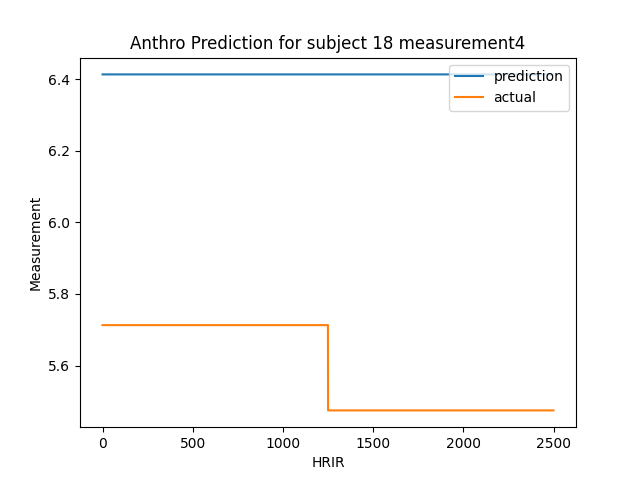 Anthro Prediction for subject 18 measurement4
prediction
actual
Measurement
6.4
6.2
6.0
5.8
5.6
0
500
1000
1500
2000
2500
HRIR